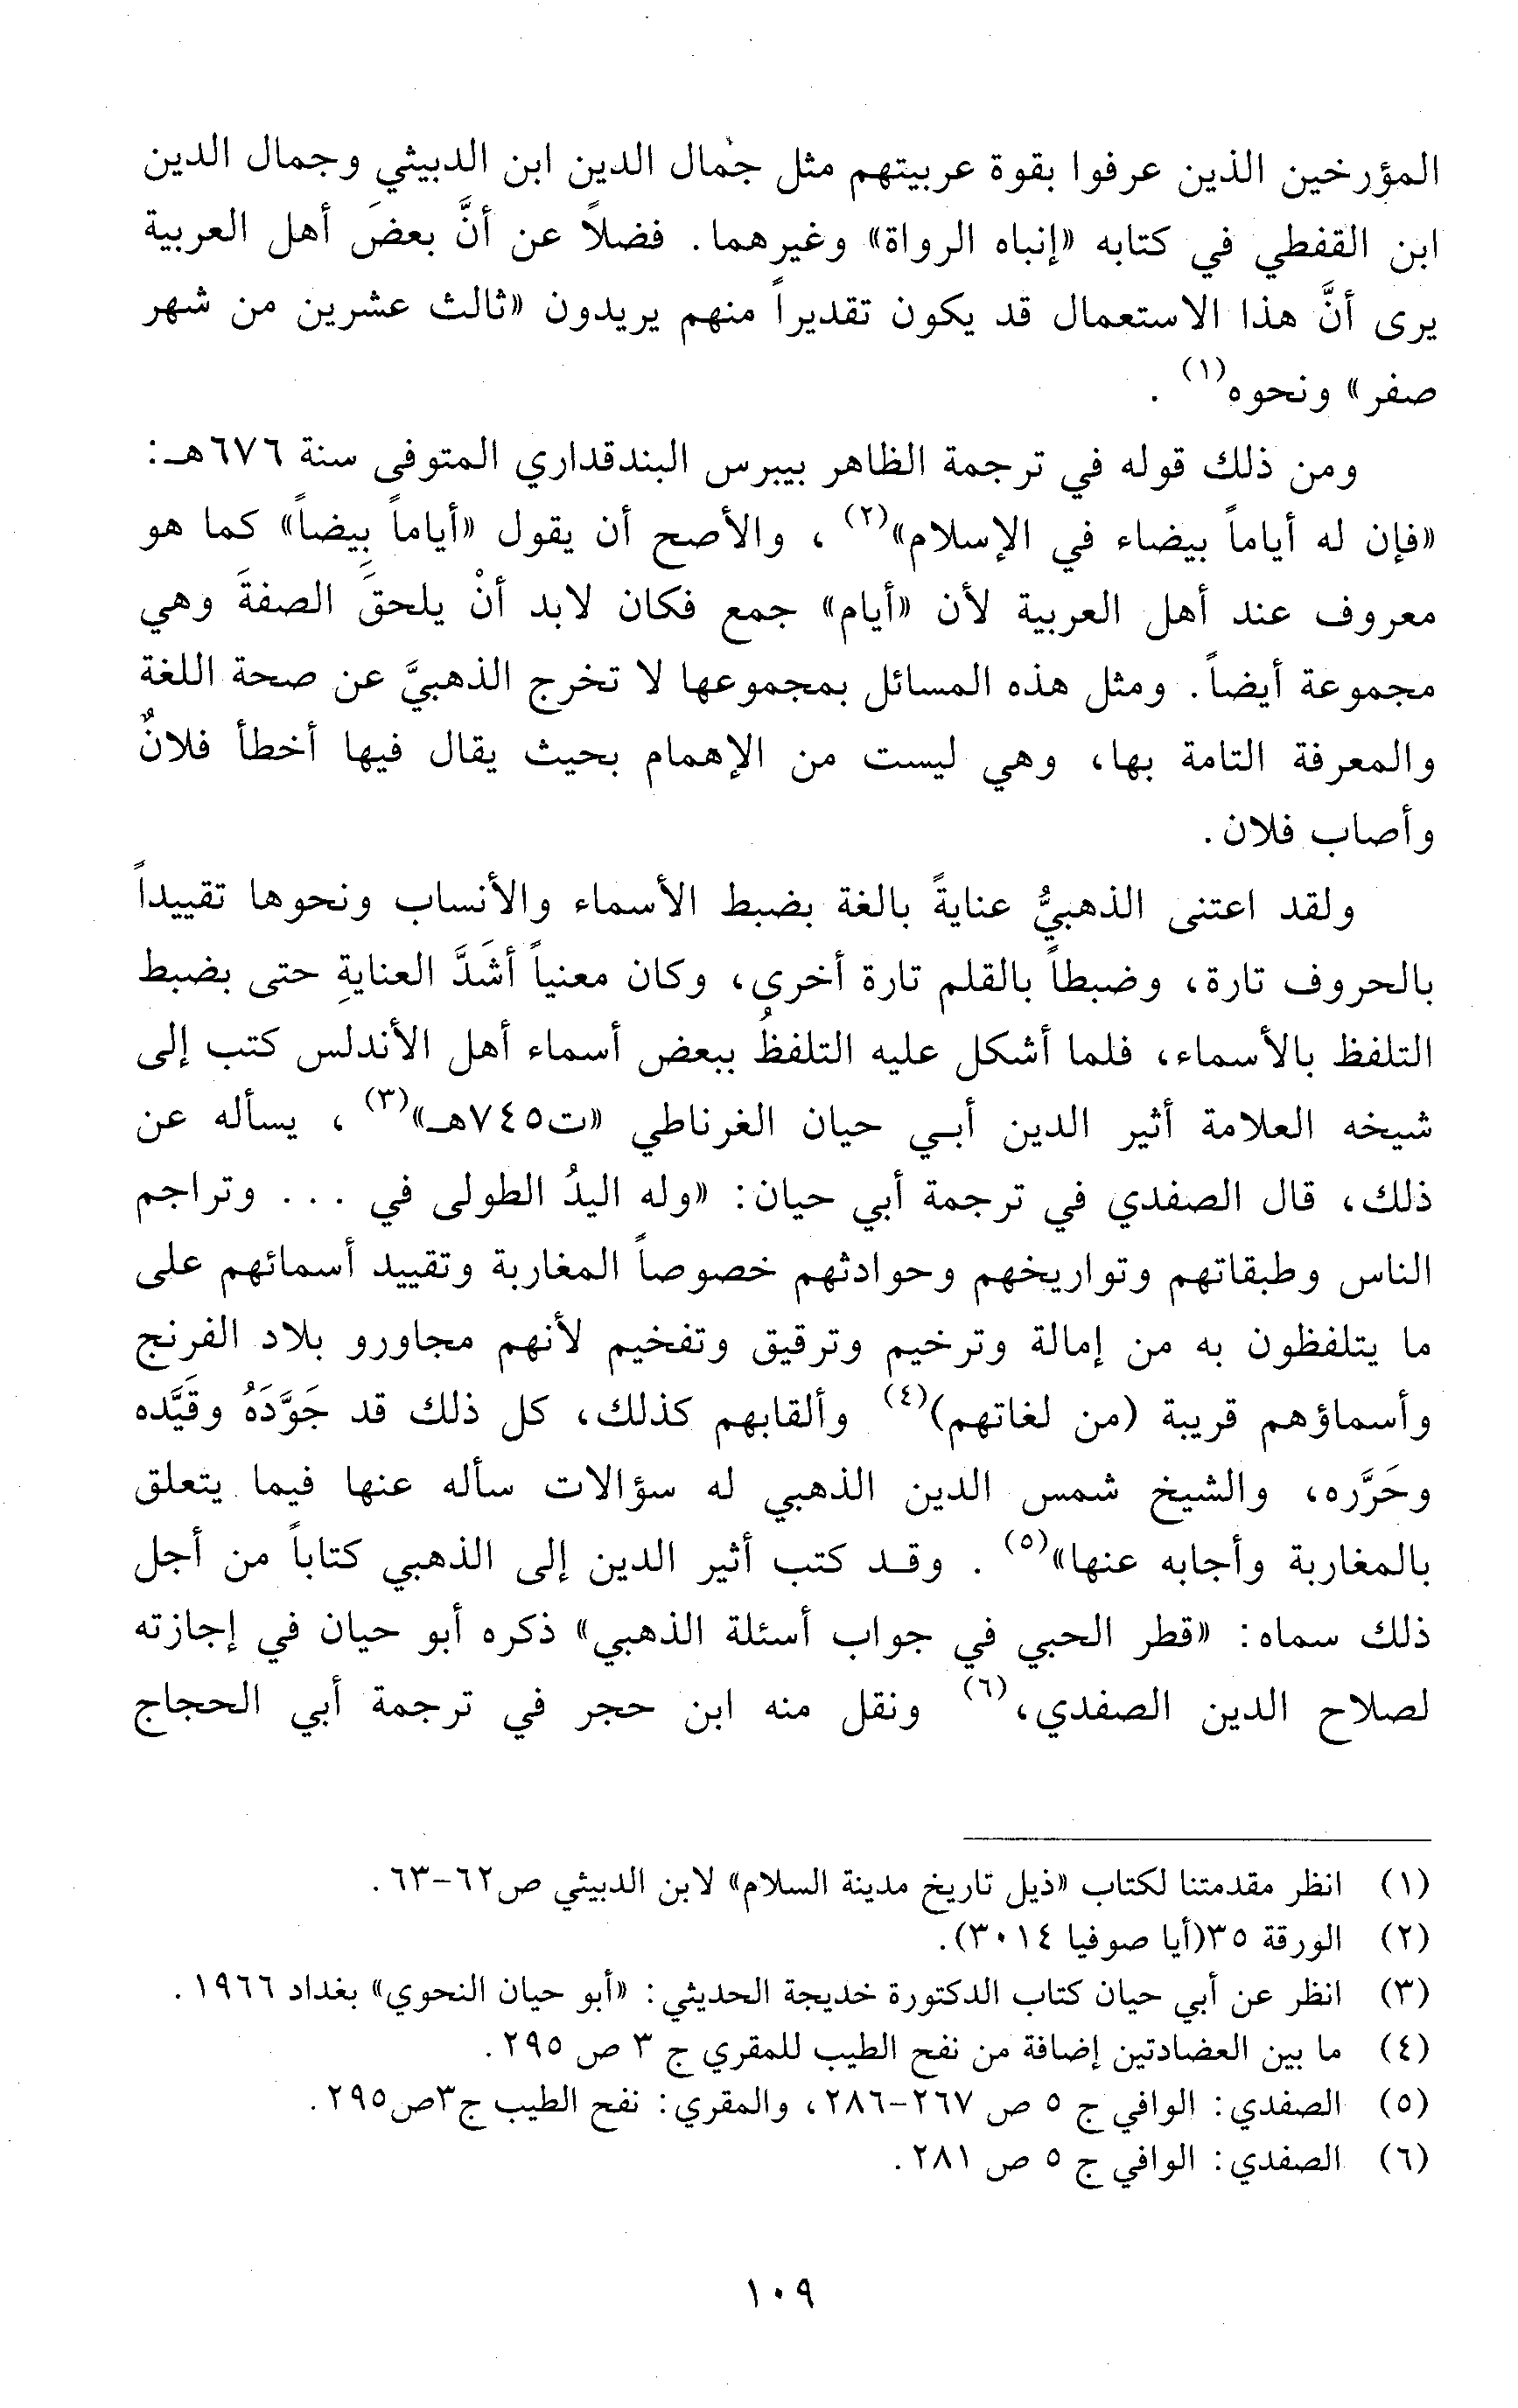 المؤرخين الذين عرفوا بقوة عربيتهم مثل جمال الدين ابن الدبيثي وجمال الدين
ابن القفطي في كتابه «إنباه الرواة» وغيرهما. فضلاً عن أنَّ بعضَ أهل العربية
يرى أنَّ هذا الاستعمال قد يكون تقديراً منهم يريدون «ثالث عشرين من شهر
صفر» ونحوه(١) .
ومن ذلك قوله في ترجمة الظاهر بيبرس البندقداري المتوفى سنة ٦٧٦هـ:
«فإن له أياماً بيضاء في الإسلام»(٢) ، والأصح أن يقول «أياماً بِيضاً» كما هو
معروف عند أهل العربية لأن «أيام» جمع فكان لابد أنْ يلحقَ الصفةَ وهي
مجموعة أيضاً. ومثل هذه المسائل بمجموعها لا تخرج الذهبيَّ عن صحة اللغة
والمعرفة التامة بها، وهي ليست من الإهمام بحيث يقال فيها أخطأ فلانٌ
وأصاب فلان.
ولقد اعتنى الذهبيُّ عنايةً بالغة بضبط الأسماء والأنساب ونحوها تقييداً
بالحروف تارة، وضبطاً بالقلم تارة أخرى، وكان معنياً أشَدَّ العنايةِ حتى بضبط
التلفظ بالأسماء، فلما أشكل عليه التلفظُ ببعض أسماء أهل الأندلس كتب إلى
شيخه العلامة أثير الدين أبي حيان الغرناطي «ت٧٤٥هـ»(٣) ، يسأله عن
ذلك، قال الصفدي في ترجمة أبي حيان: «وله اليدُ الطولى في . . . وتراجم
الناس وطبقاتهم وتواريخهم وحوادثهم خصوصاً المغاربة وتقييد أسمائهم على
ما يتلفظون به من إمالة وترخيم وترقيق وتفخيم لأنهم مجاورو بلاد الفرنج
وأسماؤهم قريبة (من لغاتهم)(٤) وألقابهم كذلك، كل ذلك قد جَوَّدَهُ وقَيَّده
وحَرَّره، والشيخ شمس الدين الذهبي له سؤالات سأله عنها فيما يتعلق
بالمغاربة وأجابه عنها»(٥) . وقد كتب أثير الدين إلى الذهبي كتاباً من أجل
ذلك سماه: «قطر الحبي في جواب أسئلة الذهبي» ذكره أبو حيان في إجازته
لصلاح الدين الصفدي،(٦) ونقل منه ابن حجر في ترجمة أبي الحجاج
(١) انظر مقدمتنا لكتاب «ذيل تاريخ مدينة السلام» لابن الدبيثي ص٦٢-٦٣.
(٢) الورقة ٣٥(أيا صوفيا ٣٠١٤).
(٣) انظر عن أبي حيان كتاب الدكتورة خديجة الحديثي: «أبو حيان النحوي» بغداد ١٩٦٦.
(٤) ما بين العضادتين إضافة من نفح الطيب للمقري ج ٣ ص ٢٩٥.
(٥) الصفدي: الوافي ج ٥ ص ٢٦٧-٢٨٦، والمقري: نفح الطيب ج٣ص٢٩٥.
(٦) الصفدي: الوافي ج ٥ ص ٢٨١.
١٠٩